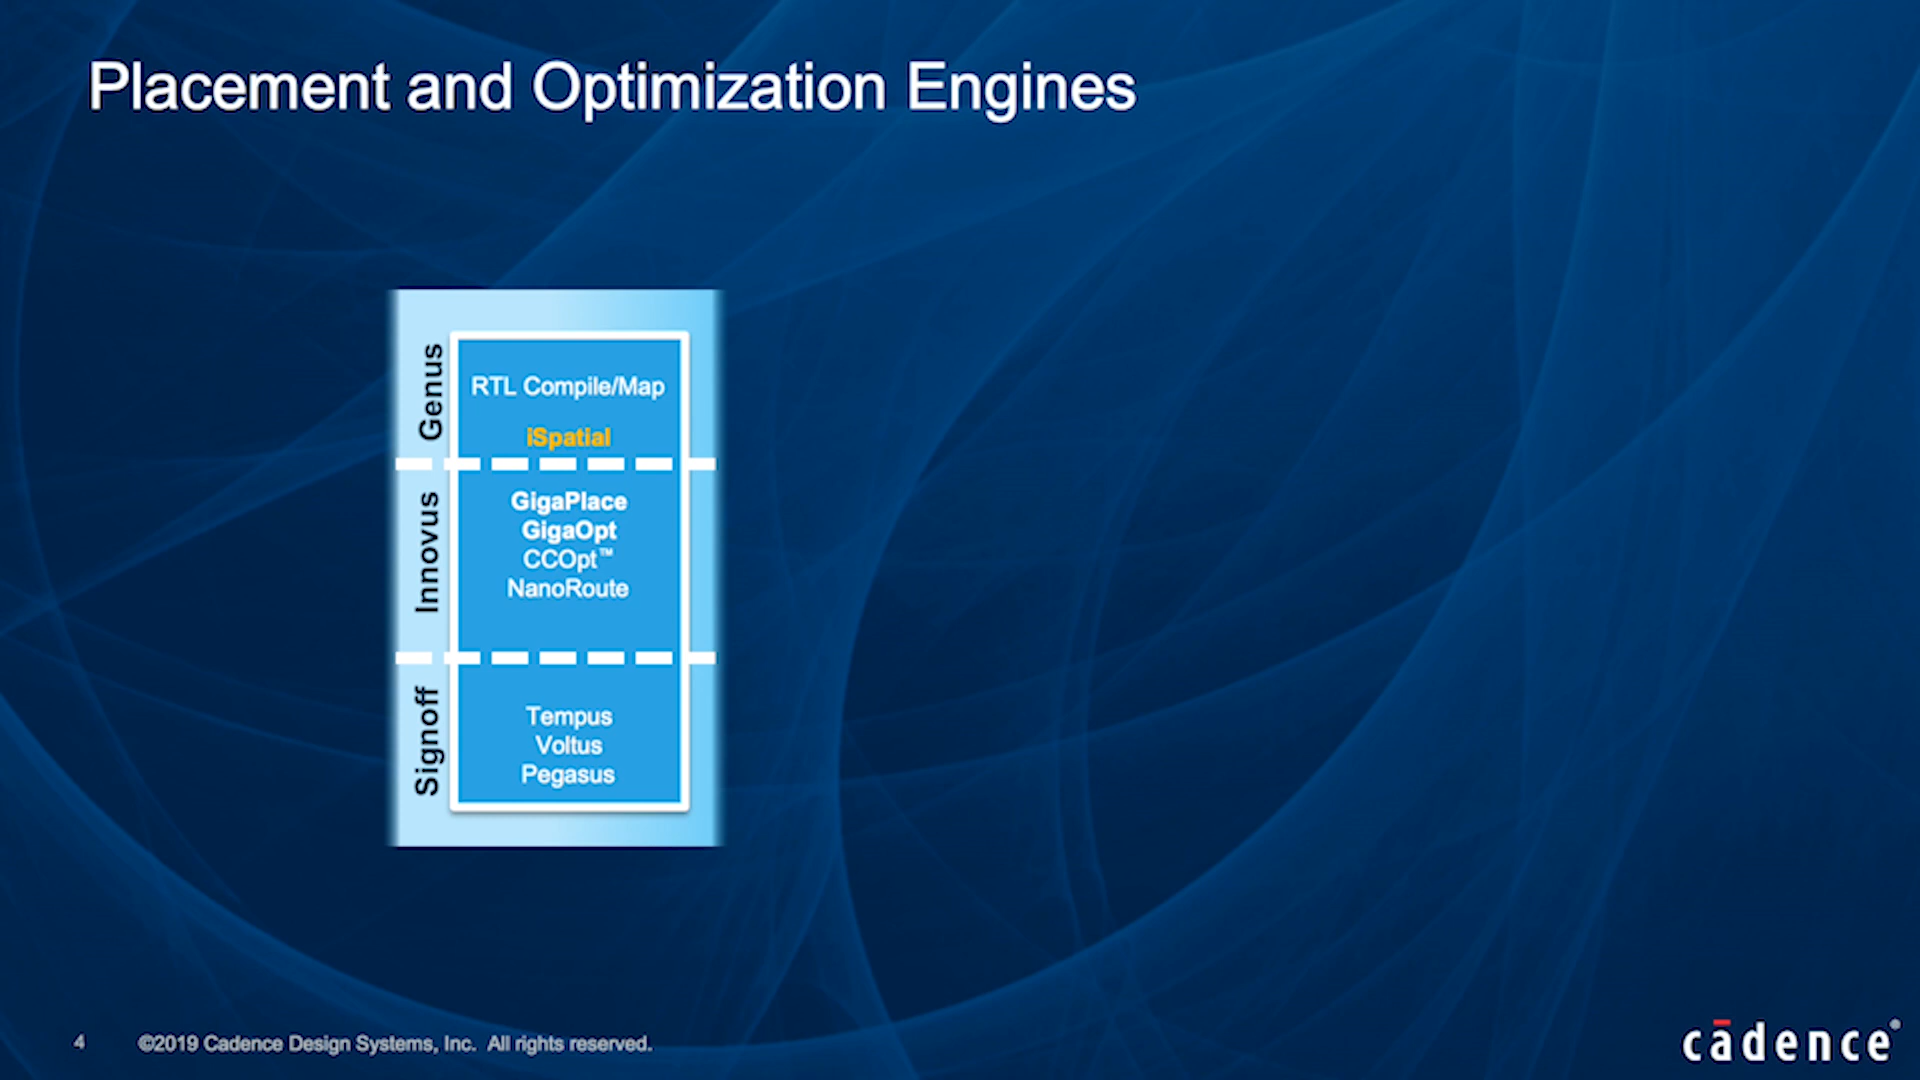 Placement and Optimization Engines
Genus
RTL Compile/Map
iSpatial
Innovus
GigaPlace
GigaOpt
CCOpt™
NanoRoute
Signoff
Tempus
Voltus
Pegasus
4
©2019 Cadence Design Systems, Inc. All rights reserved.
cādence®